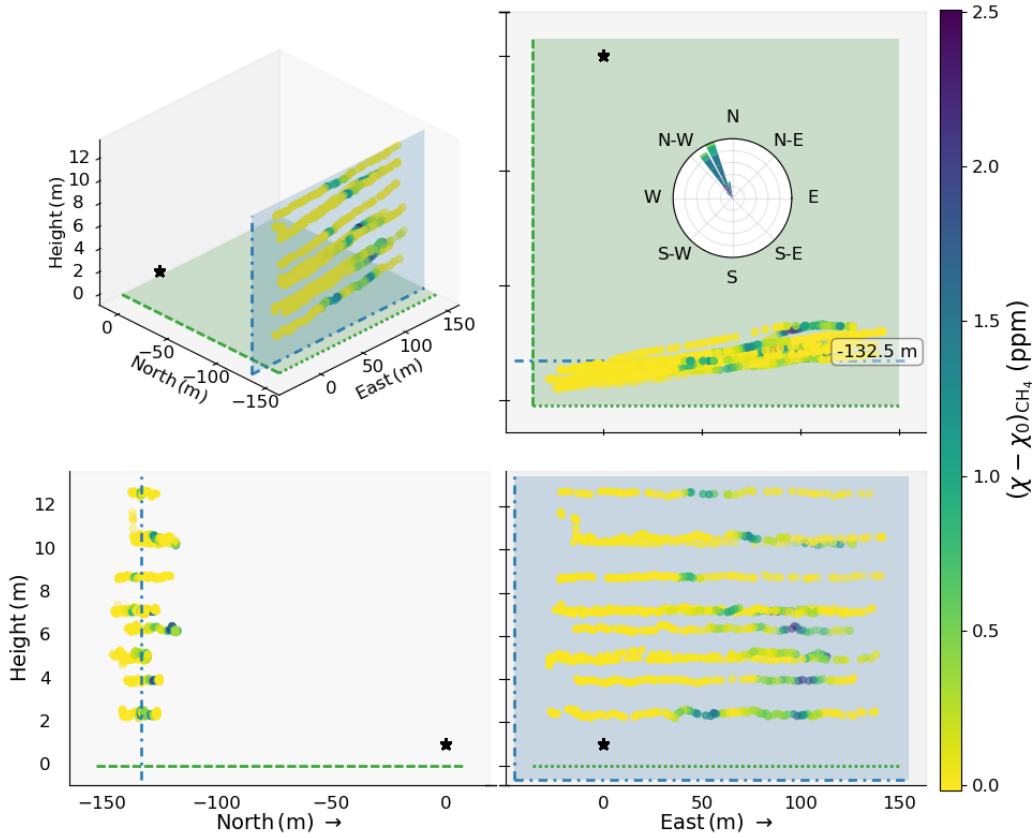 12
10
8
6
4
2
0
Height (m)
0
−50
−100
−150
North (m)
0
50
100
150
East (m)
N
N-W
N-E
W
E
S-W
S-E
S
-132.5 m
2.5
2.0
1.5
1.0
0.5
0.0
(χ − χ₀)CH₄ (ppm)
12
10
8
6
4
2
0
Height (m)
−150
−100
−50
0
North (m) →
0
50
100
150
East (m) →